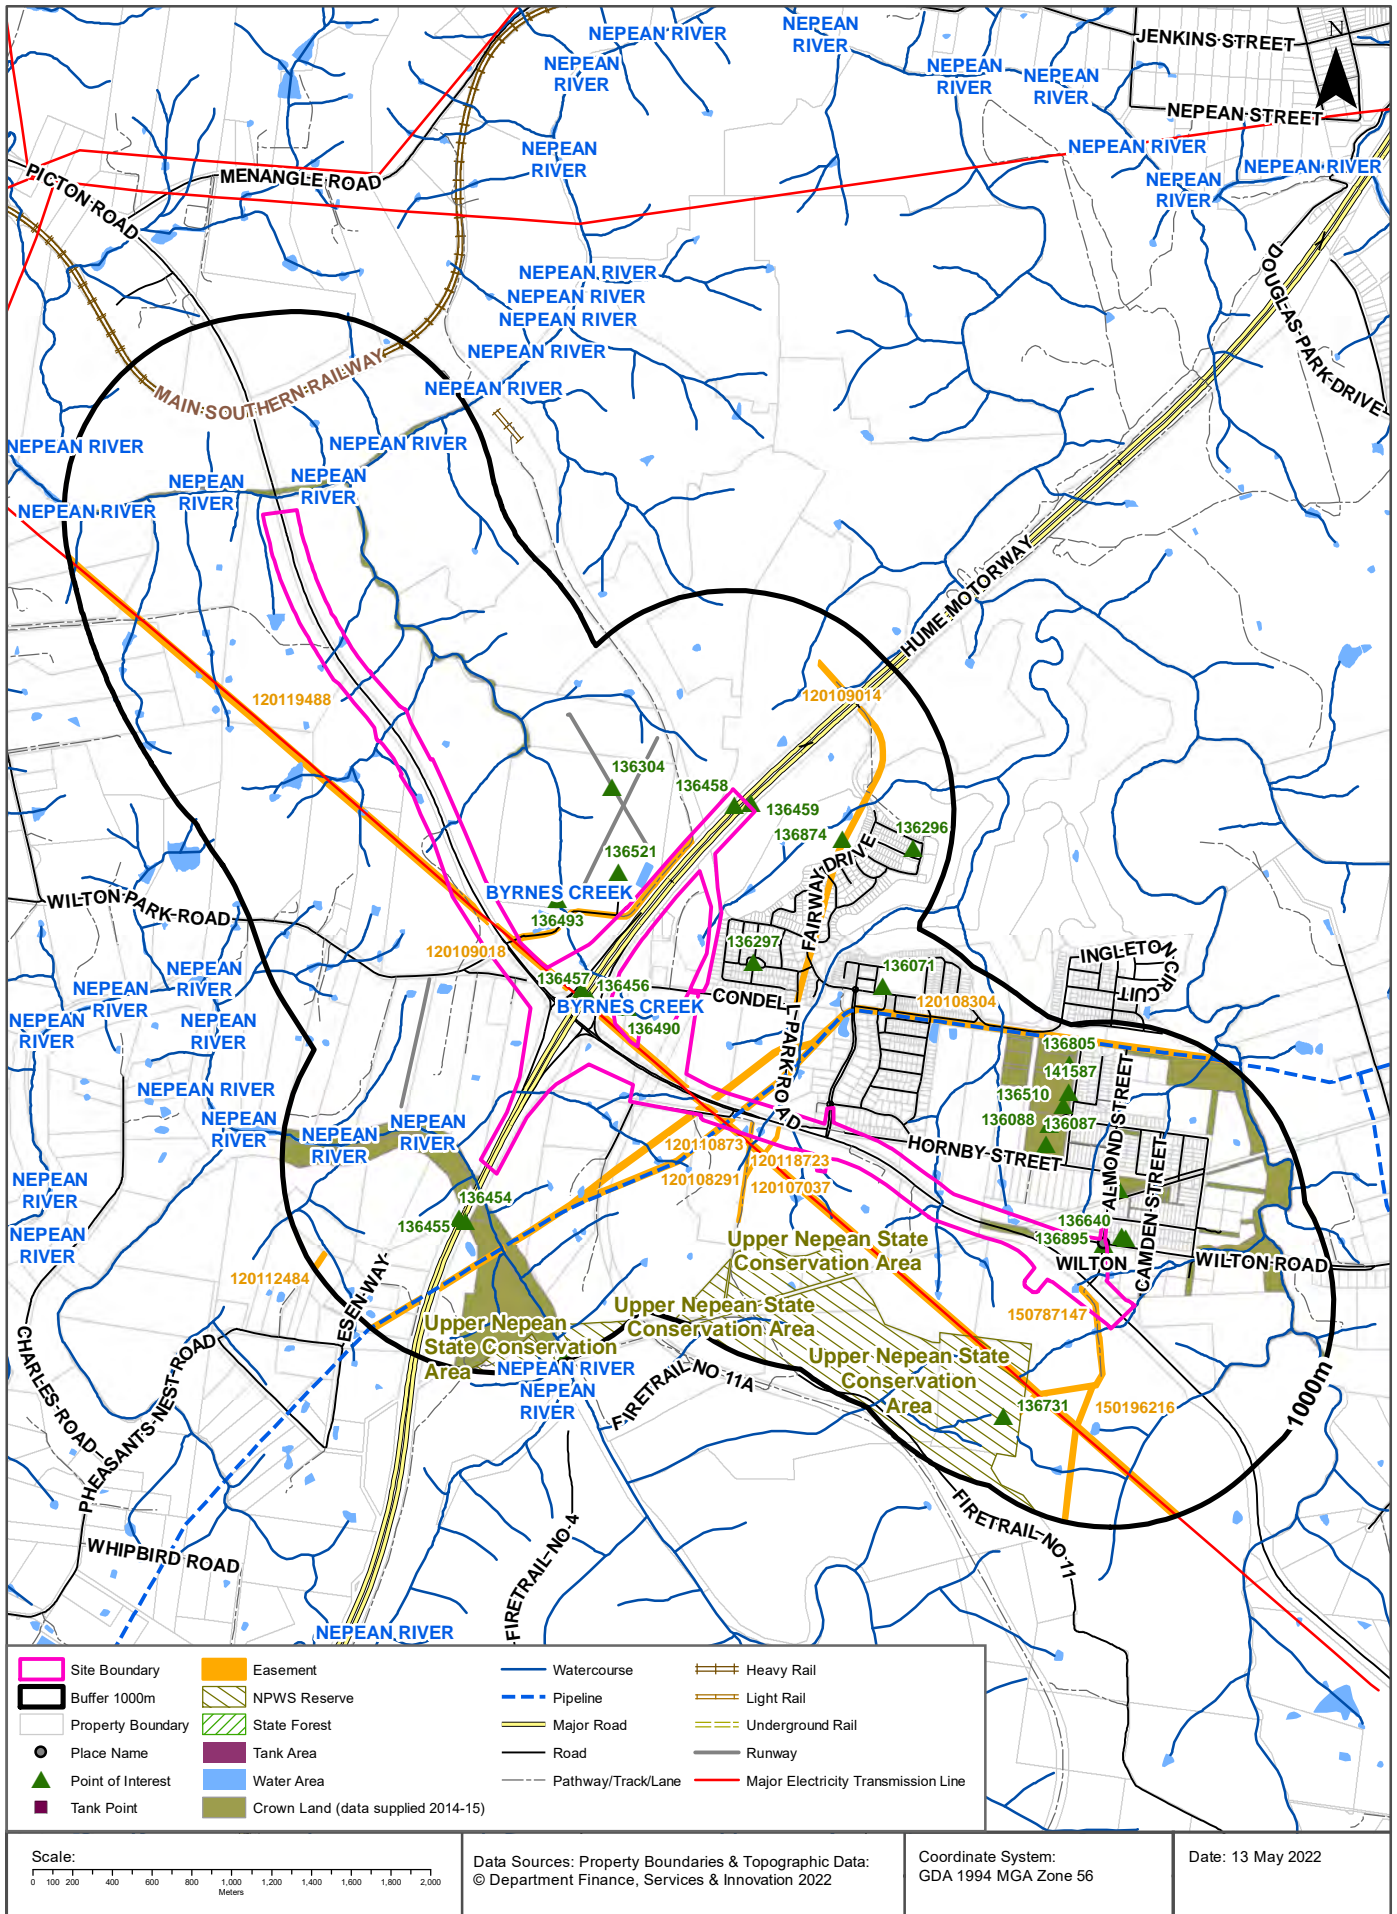 NEPEAN RIVER
NEPEAN
RIVER
JENKINS STREET
N
NEPEAN
RIVER
NEPEAN
RIVER
NEPEAN
RIVER
NEPEAN STREET
NEPEAN
RIVER
NEPEAN RIVER
NEPEAN RIVER
PICTON ROAD
MENANGLE ROAD
NEPEAN
RIVER
DOUGLAS PARK DRIVE
NEPEAN RIVER
NEPEAN RIVER
NEPEAN RIVER
NEPEAN RIVER
MAIN SOUTHERN RAILWAY
NEPEAN RIVER
NEPEAN RIVER
NEPEAN RIVER
NEPEAN
RIVER
NEPEAN
RIVER
NEPEAN RIVER
HUME MOTORWAY
120119488
120109014
136304
136458
136459
136874
136296
136521
FAIRWAY DRIVE
BYRNES CREEK
WILTON PARK ROAD
136493
136297
120109018
INGLETON CIRCUIT
136071
NEPEAN
RIVER
136457
136456
CONDELL PARK ROAD
120108304
NEPEAN
RIVER
BYRNES CREEK
NEPEAN
RIVER
NEPEAN
RIVER
136490
136805
141587
NEPEAN RIVER
136510
136088
136087
ALMOND STREET
NEPEAN
RIVER
NEPEAN
RIVER
NEPEAN
RIVER
120110873
HORNBY STREET
120118723
120108291
120107037
CAMDEN STREET
NEPEAN
RIVER
136454
136455
136640
136895
NEPEAN
RIVER
Upper Nepean State
Conservation Area
WILTON
WILTON ROAD
120112484
ESEN WAY
Upper Nepean State
Conservation Area
150787147
Upper Nepean
State Conservation
Area
CHARLES ROAD
PHEASANTS NEST ROAD
Upper Nepean State
Conservation
Area
NEPEAN RIVER
NEPEAN
RIVER
FIRETRAIL NO 11A
136731
150196216
1000m
FIRETRAIL NO 11
FIRETRAIL NO 4
WHIPBIRD ROAD
NEPEAN RIVER
Site Boundary
Buffer 1000m
Property Boundary
Place Name
Point of Interest
Tank Point
Easement
NPWS Reserve
State Forest
Tank Area
Water Area
Crown Land (data supplied 2014-15)
Watercourse
Pipeline
Major Road
Road
Pathway/Track/Lane
Heavy Rail
Light Rail
Underground Rail
Runway
Major Electricity Transmission Line
Scale:
0 100 200 400 600 800 1,000 1,200 1,400 1,600 1,800 2,000
Meters
Data Sources: Property Boundaries & Topographic Data:
© Department Finance, Services & Innovation 2022
Coordinate System:
GDA 1994 MGA Zone 56
Date: 13 May 2022